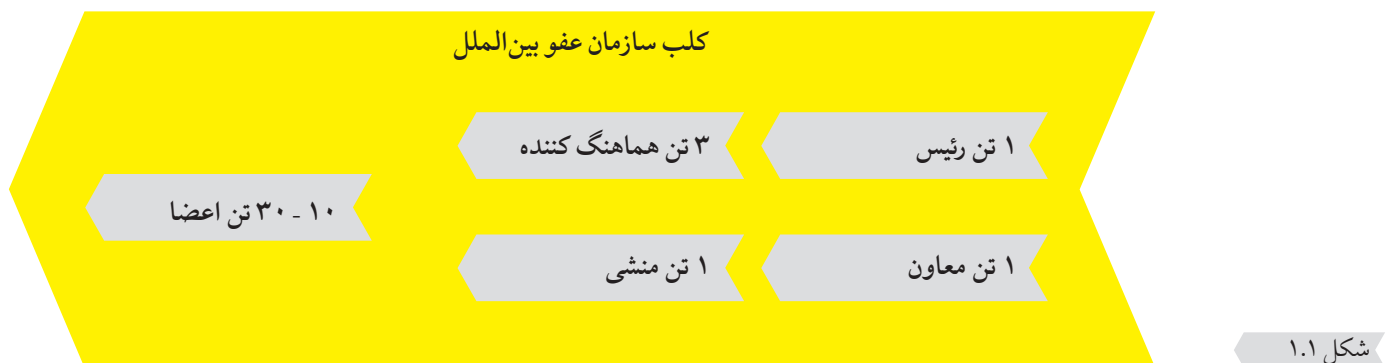 کلب سازمان عفو بین‌الملل
۱ تن رئیس
۳ تن هماهنگ کننده
۱ تن معاون
۱ تن منشی
۱۰ - ۳۰ تن اعضا
شکل ۱.۱